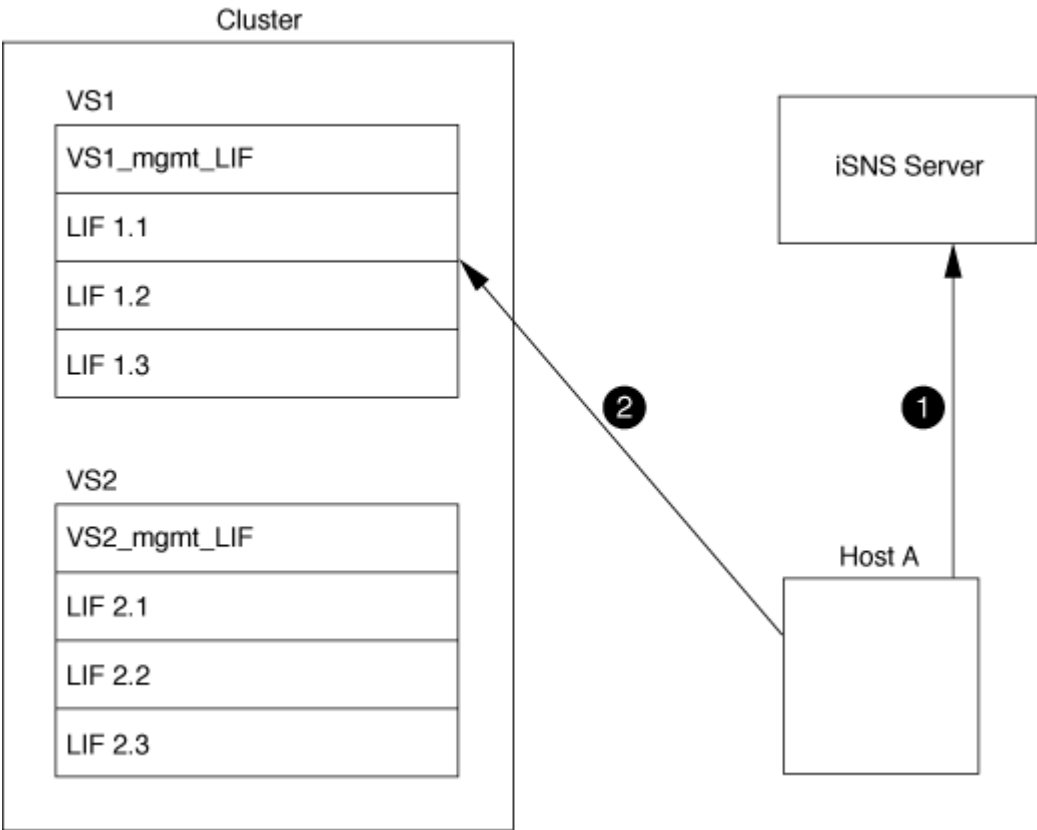 Cluster
VS1
VS1_mgmt_LIF
LIF 1.1
LIF 1.2
LIF 1.3
VS2
VS2_mgmt_LIF
LIF 2.1
LIF 2.2
LIF 2.3
iSNS Server
2
1
Host A